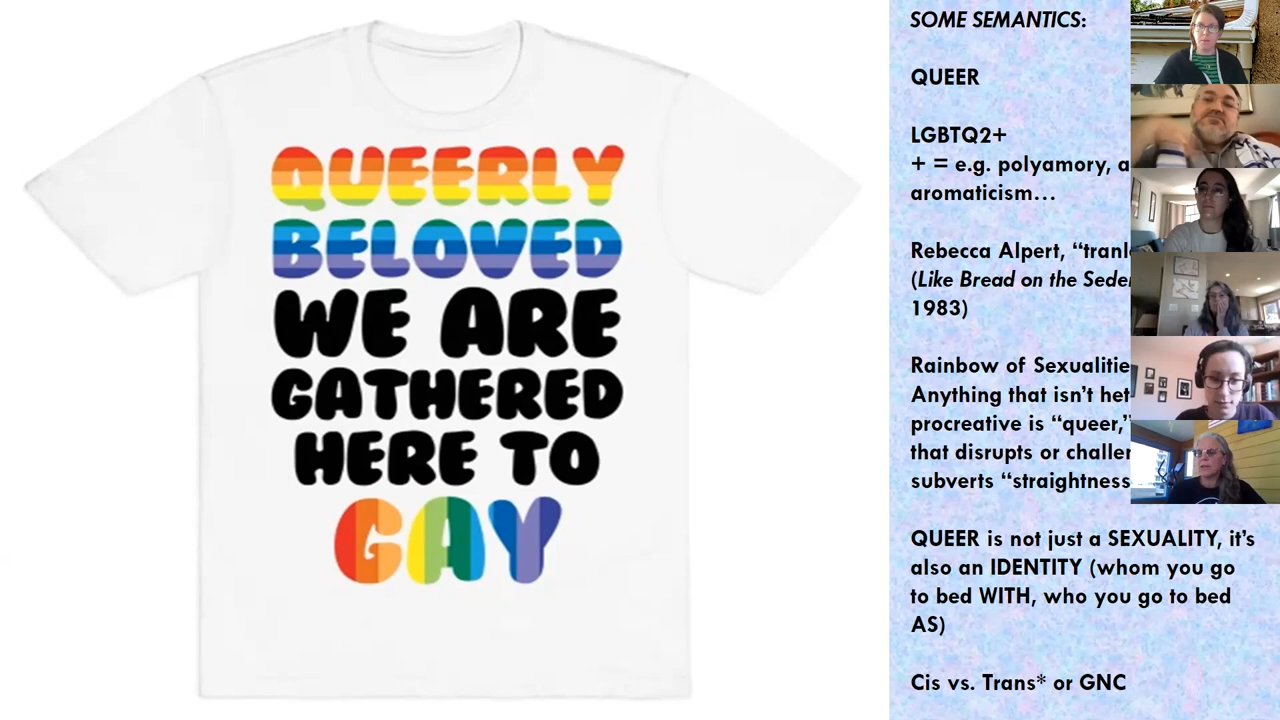 QUEERLY
BELOVED
WE ARE
GATHERED
HERE TO
GAY
SOME SEMANTICS:
QUEER
LGBTQ2+
+ = e.g. polyamory, a
aromaticism…
Rebecca Alpert, “tranl
(Like Bread on the Seder
1983)
Rainbow of Sexualitie
Anything that isn’t het
procreative is “queer,”
that disrupts or challen
subverts “straightness
QUEER is not just a SEXUALITY, it’s
also an IDENTITY (whom you go
to bed WITH, who you go to bed
AS)
Cis vs. Trans* or GNC